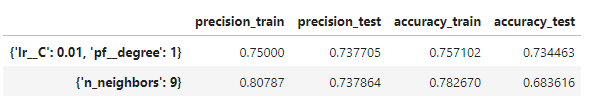 precision_train precision_test accuracy_train accuracy_test
{'lr__C': 0.01, 'pf__degree': 1} 0.75000 0.737705 0.757102 0.734463
{'n_neighbors': 9} 0.80787 0.737864 0.782670 0.683616